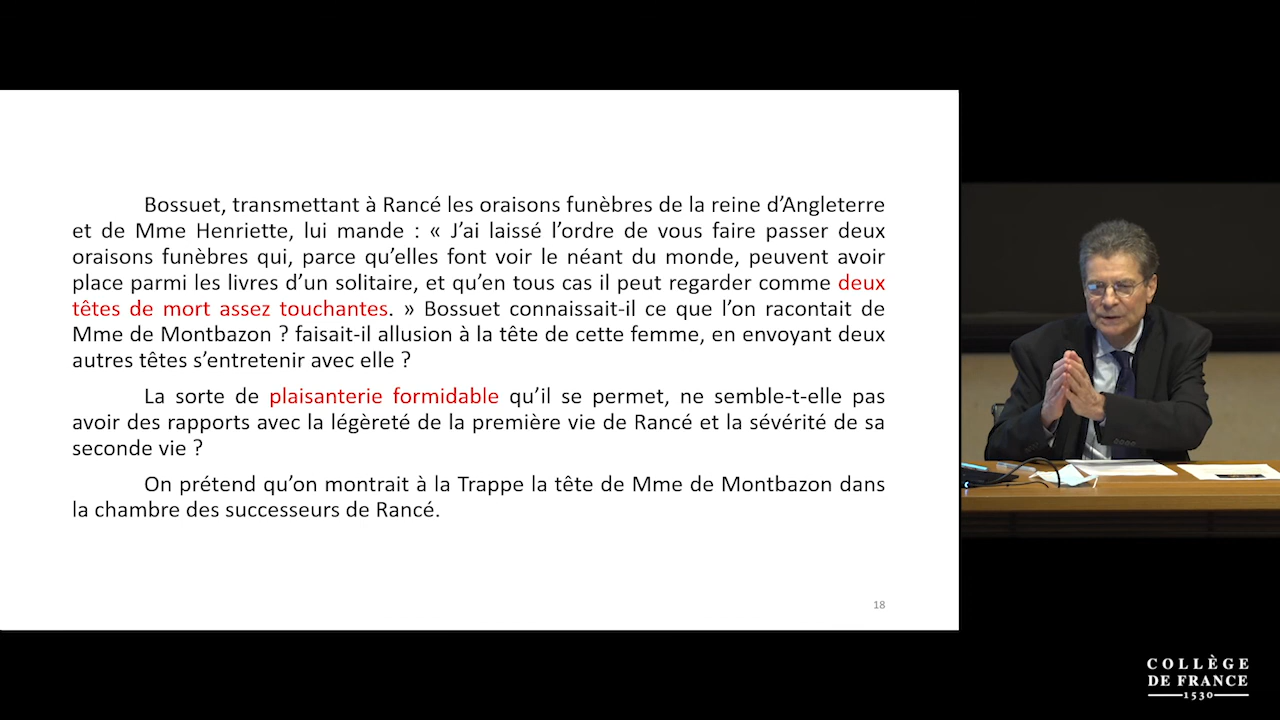 Bossuet, transmettant à Rancé les oraisons funèbres de la reine d’Angleterre
et de Mme Henriette, lui mande : « J’ai laissé l’ordre de vous faire passer deux
oraisons funèbres qui, parce qu’elles font voir le néant du monde, peuvent avoir
place parmi les livres d’un solitaire, et qu’en tous cas il peut regarder comme deux
têtes de mort assez touchantes. » Bossuet connaissait-il ce que l’on racontait de
Mme de Montbazon ? faisait-il allusion à la tête de cette femme, en envoyant deux
autres têtes s’entretenir avec elle ?
La sorte de plaisanterie formidable qu’il se permet, ne semble-t-elle pas
avoir des rapports avec la légèreté de la première vie de Rancé et la sévérité de sa
seconde vie ?
On prétend qu’on montrait à la Trappe la tête de Mme de Montbazon dans
la chambre des successeurs de Rancé.
18
COLLÈGE
DE FRANCE
1530